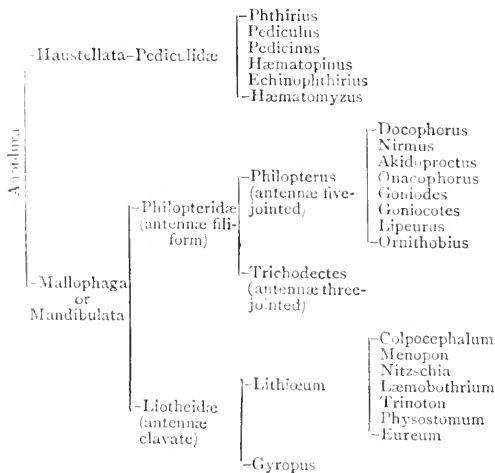 Anoplura
Haustellata-Pediculidæ
Phthirius
Pediculus
Pedicinus
Hæmatopinus
Echinophthirius
Hæmatomyzus
Mallophaga
or
Mandibulata
Philopteridæ
(antennæ fili-
form)
Philopterus
(antennæ five-
jointed)
Docophorus
Nirmus
Akidoproctus
Onacophorus
Goniodes
Goniocotes
Lipeurus
Ornithobius
Trichodectes
(antennæ three-
jointed)
Liotheidæ
(antennæ
clavate)
Lithiœum
Colpocephalum
Menopon
Nitzschia
Læmobothrium
Trinoton
Physostomum
Eureum
Gyropus